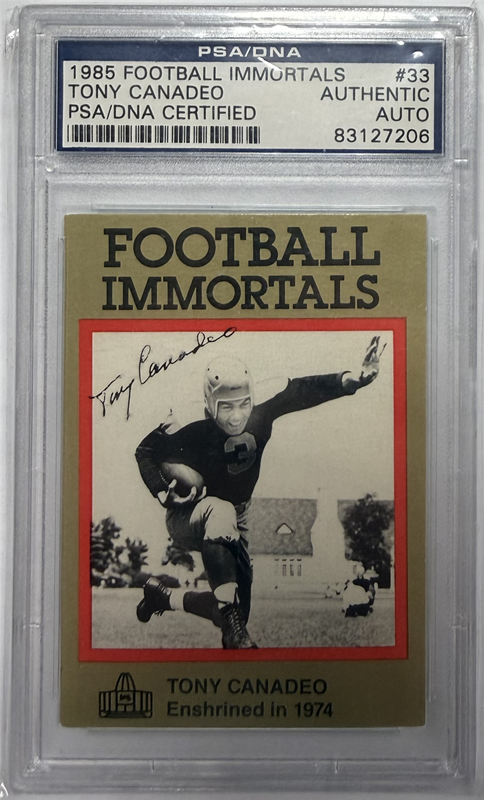 PSA/DNA
1985 FOOTBALL IMMORTALS #33
TONY CANADEO AUTHENTIC
PSA/DNA CERTIFIED AUTO
83127206
FOOTBALL
IMMORTALS
Tony Canadeo
3
TONY CANADEO
Enshrined in 1974